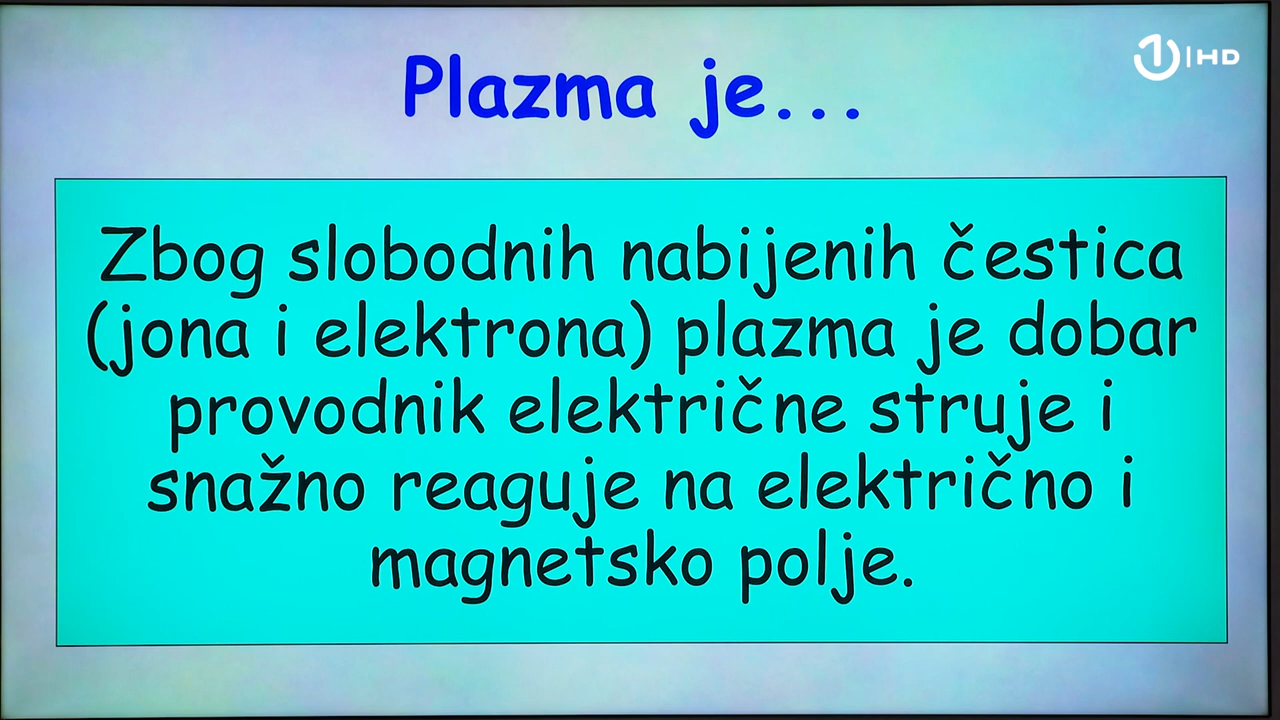 Plazma je...
1|HD
Zbog slobodnih nabijenih čestica
(jona i elektrona) plazma je dobar
provodnik električne struje i
snažno reaguje na električno i
magnetsko polje.